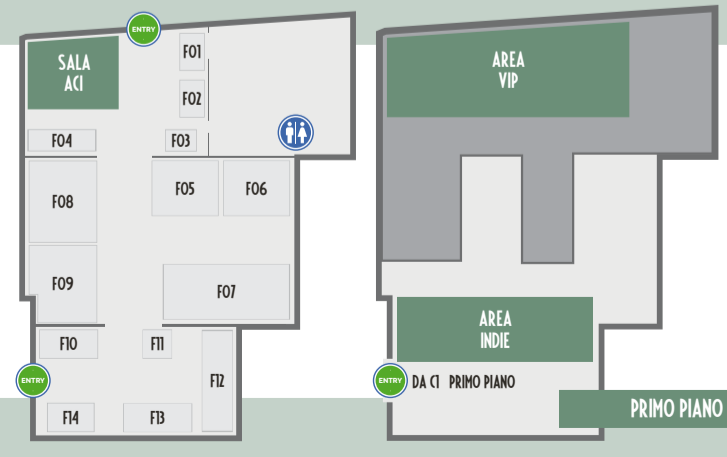 ENTRY
SALA
ACI
F01
F02
F04
F03
F08
F05
F06
F09
F07
F10
F11
F12
ENTRY
F14
F13
AREA
VIP
AREA
INDIE
ENTRY DA C1 PRIMO PIANO
PRIMO PIANO